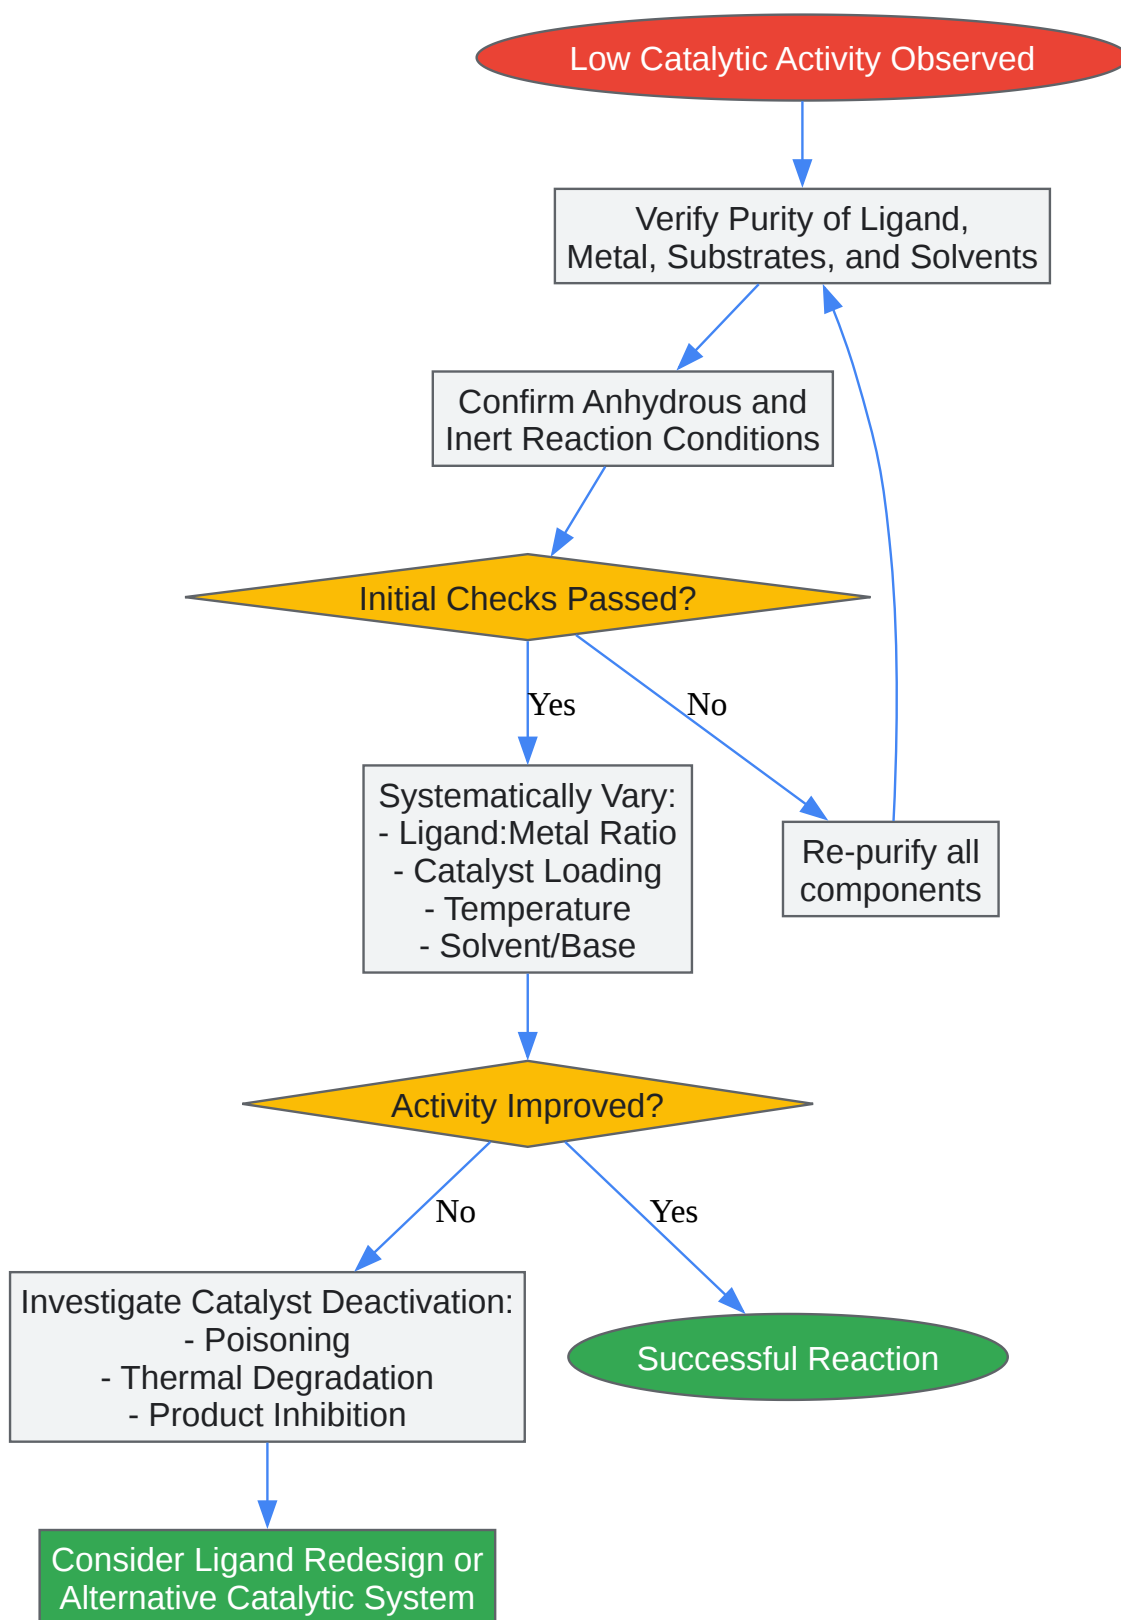 Low Catalytic Activity Observed
Verify Purity of Ligand,
Metal, Substrates, and Solvents
Confirm Anhydrous and
Inert Reaction Conditions
Initial Checks Passed?
Yes
No
Systematically Vary:
- Ligand:Metal Ratio
- Catalyst Loading
- Temperature
- Solvent/Base
Re-purify all
components
Activity Improved?
No
Yes
Investigate Catalyst Deactivation:
- Poisoning
- Thermal Degradation
- Product Inhibition
Successful Reaction
Consider Ligand Redesign or
Alternative Catalytic System